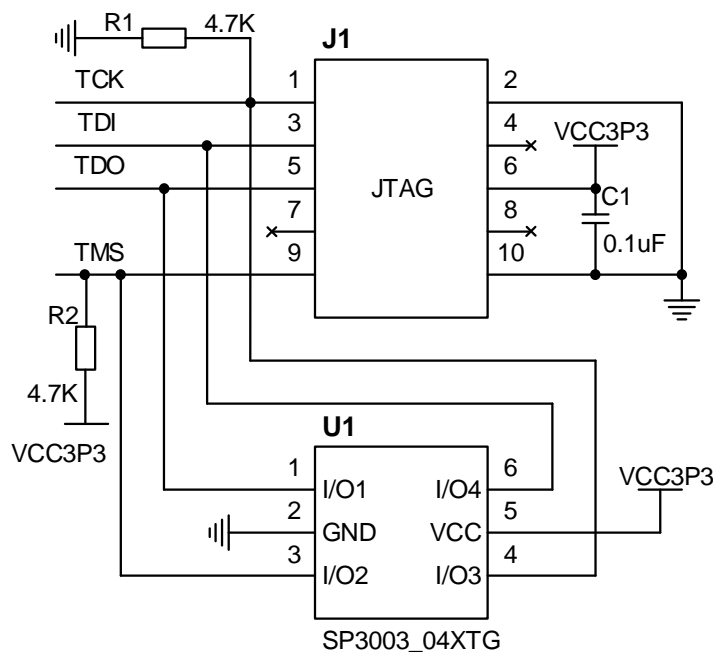 R1 4.7K
J1
TCK 1 2
TDI 3 4 VCC3P3
TDO 5 6
JTAG
C1
7 8
0.1uF
TMS 9 10
R2
4.7K
VCC3P3
U1
1 I/O1 I/O4 6
VCC3P3
2 GND VCC 5
3 I/O2 I/O3 4
SP3003_04XTG